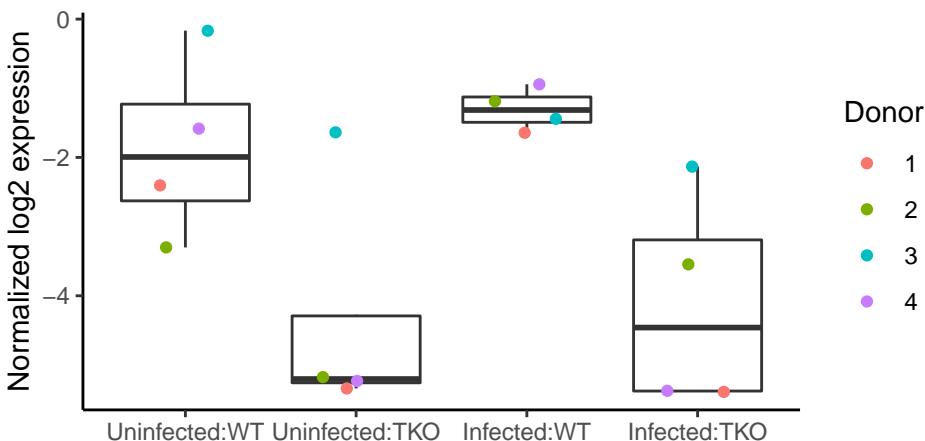 Normalized log2 expression
0
−2
−4
Uninfected:WT Uninfected:TKO Infected:WT Infected:TKO
Donor
1
2
3
4